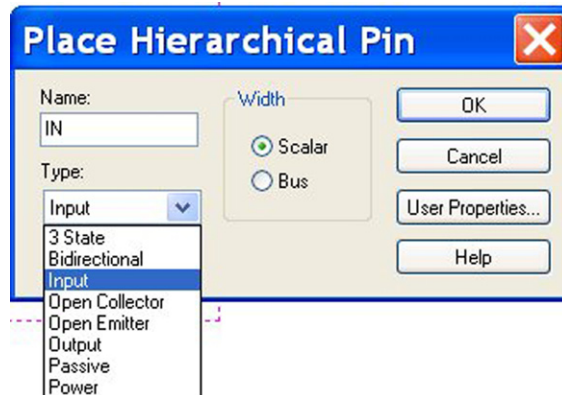 Place Hierarchical Pin
Name:
IN
Type:
Input
3 State
Bidirectional
Input
Open Collector
Open Emitter
Output
Passive
Power
Width
Scalar
Bus
OK
Cancel
User Properties...
Help